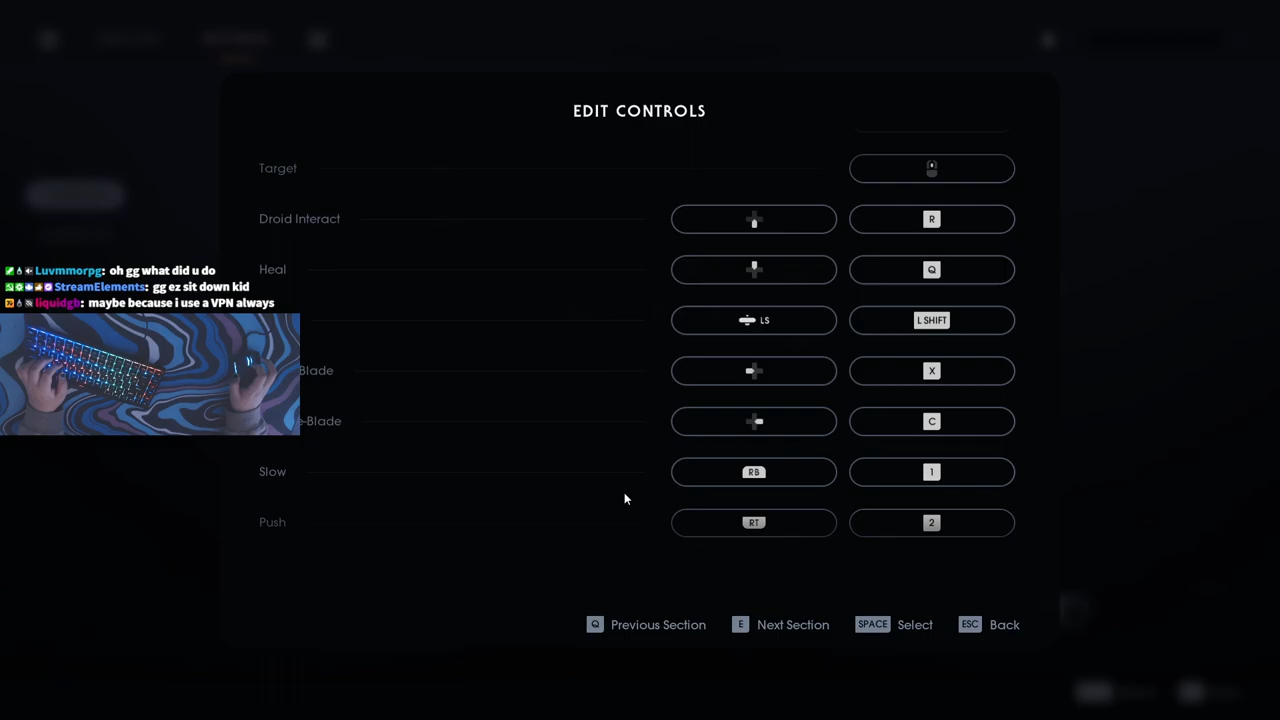 EDIT CONTROLS
Target
Droid Interact R
Heal Q
Luvmmorpg: oh gg what did u do
StreamElements: gg ez sit down kid
liquidgb: maybe because i use a VPN always
LS L SHIFT
Blade X
e-Blade C
Slow RB 1
Push RT 2
Q Previous Section E Next Section SPACE Select ESC Back